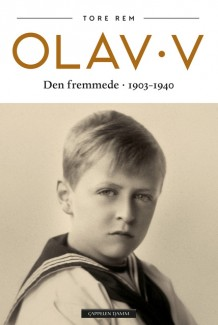 TORE REM
OLAV·V
Den fremmede · 1903–1940
CAPPELEN DAMM